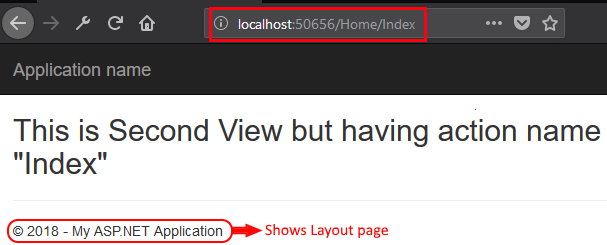 localhost:50656/Home/Index
Application name
This is Second View but having action name
"Index"
© 2018 - My ASP.NET Application
Shows Layout page